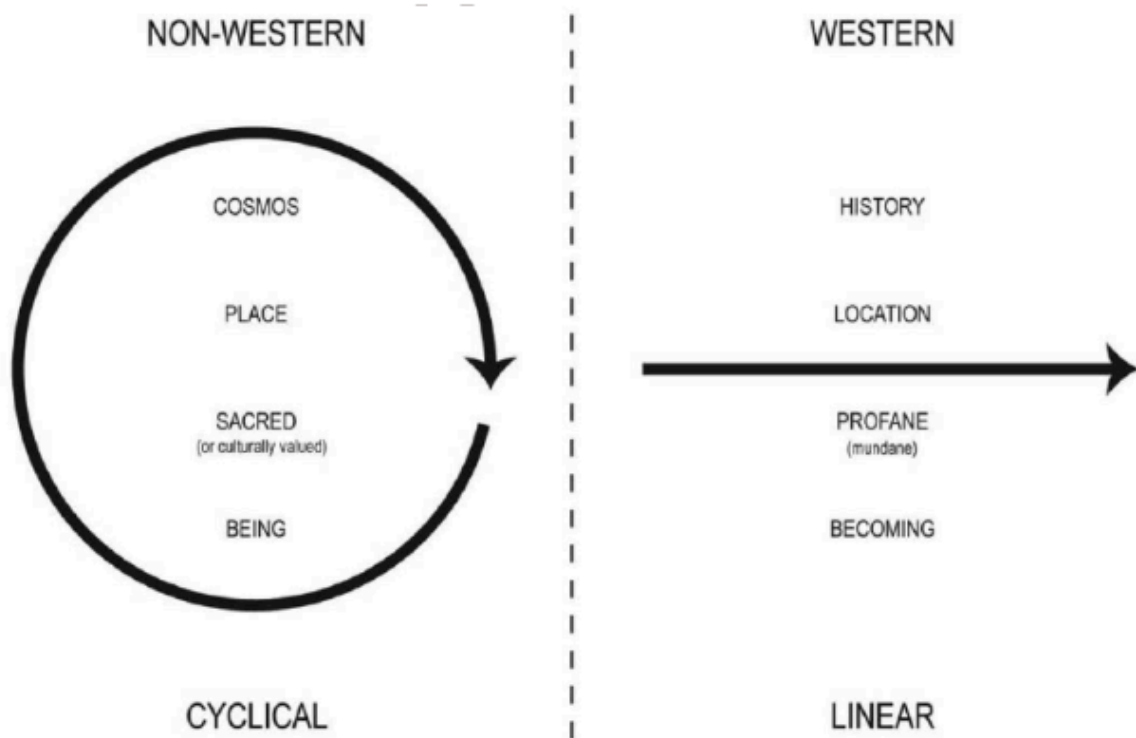 NON-WESTERN
COSMOS
PLACE
SACRED
(or culturally valued)
BEING
CYCLICAL
WESTERN
HISTORY
LOCATION
PROFANE
(mundane)
BECOMING
LINEAR